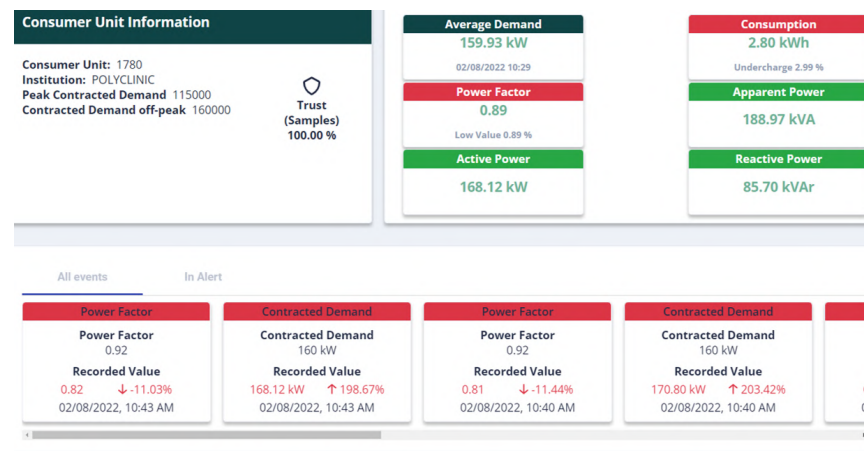 Consumer Unit Information
Consumer Unit: 1780
Institution: POLYCLINIC
Peak Contracted Demand 115000
Contracted Demand off-peak 160000
Trust
(Samples)
100.00 %
Average Demand
159.93 kW
02/08/2022 10:29
Consumption
2.80 kWh
Undercharge 2.99 %
Power Factor
0.89
Low Value 0.89 %
Apparent Power
188.97 kVA
Active Power
168.12 kW
Reactive Power
85.70 kVAr
All events
In Alert
Power Factor
Power Factor
0.92
Recorded Value
0.82 ↓ -11.03%
02/08/2022, 10:43 AM
Contracted Demand
Contracted Demand
160 kW
Recorded Value
168.12 kW ↑ 198.67%
02/08/2022, 10:43 AM
Power Factor
Power Factor
0.92
Recorded Value
0.81 ↓ -11.44%
02/08/2022, 10:40 AM
Contracted Demand
Contracted Demand
160 kW
Recorded Value
170.80 kW ↑ 203.42%
02/08/2022, 10:40 AM